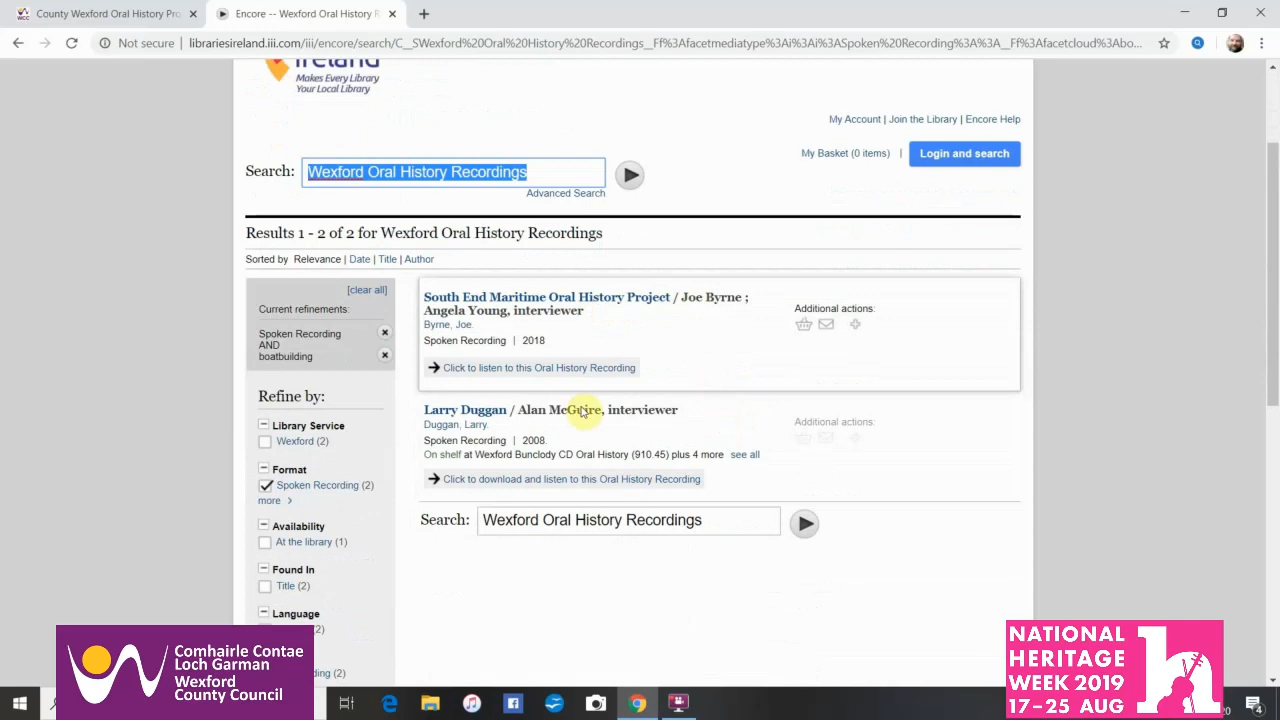 County Wexford Oral History Pro
Encore -- Wexford Oral History R
Not secure | librariesireland.iii.com/iii/encore/search/C__SWexford%20Oral%20History%20Recordings__Ff%3Afacetmediatype%3Ai%3Ai%3ASpoken%20Recording%3A%3A__Ff%3Afacetcloud%3Abo...
Makes Every Library
Your Local Library
My Account | Join the Library | Encore Help
My Basket (0 items) | Login and search
Search: Wexford Oral History Recordings
Advanced Search
Results 1 - 2 of 2 for Wexford Oral History Recordings
Sorted by Relevance | Date | Title | Author
[clear all]
Current refinements:
Spoken Recording
AND
boatbuilding
Refine by:
Library Service
Wexford (2)
Format
Spoken Recording (2)
more >
Availability
At the library (1)
Found In
Title (2)
Language
(2)
ding (2)
South End Maritime Oral History Project / Joe Byrne ;
Angela Young, interviewer
Byrne, Joe.
Spoken Recording | 2018
Click to listen to this Oral History Recording
Additional actions:
Larry Duggan / Alan McGuire, interviewer
Duggan, Larry.
Spoken Recording | 2008.
On shelf at Wexford Bunclody CD Oral History (910.45) plus 4 more see all
Click to download and listen to this Oral History Recording
Additional actions:
Search: Wexford Oral History Recordings
Comhairle Contae
Loch Garman
Wexford
County Council
NATIONAL
HERITAGE
WEEK 2019
17-25 AUG